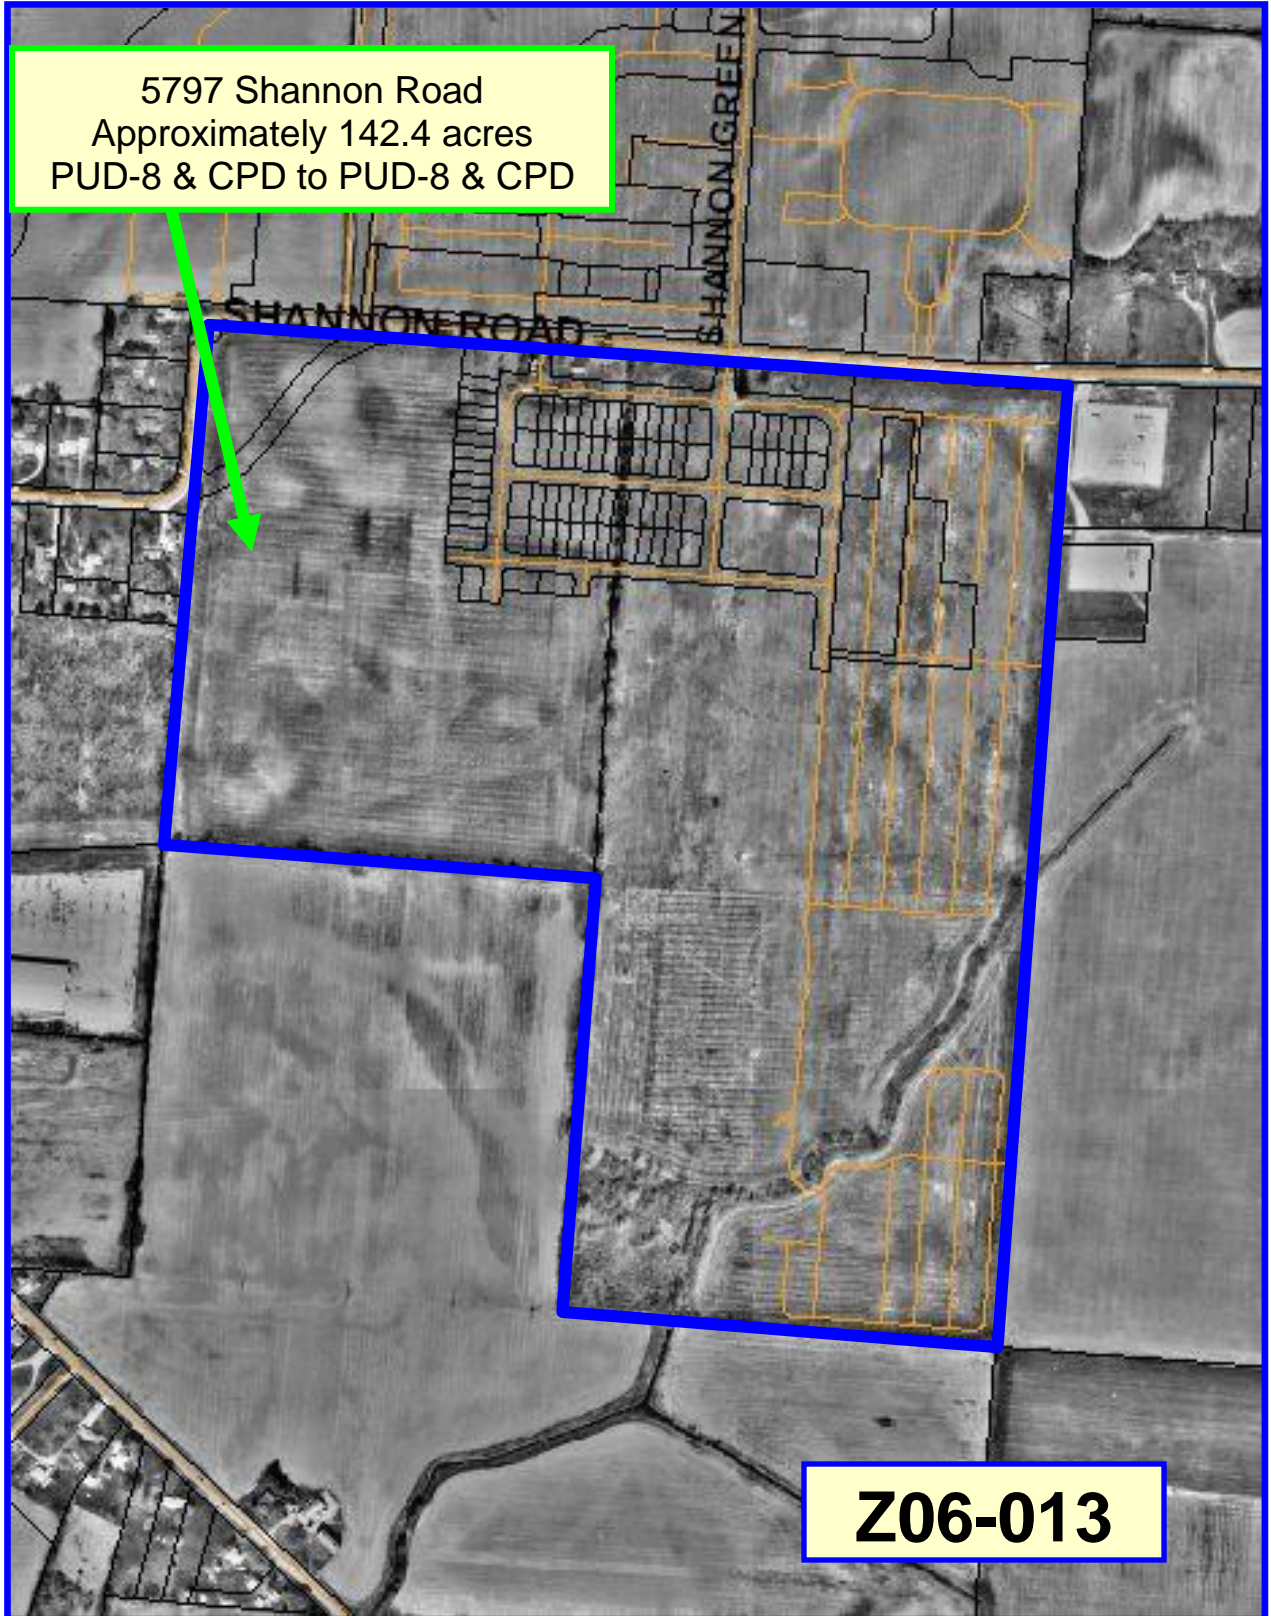 5797 Shannon Road
Approximately 142.4 acres
PUD-8 & CPD to PUD-8 & CPD
SHANNON GREEN
SHANNON ROAD
Z06-013